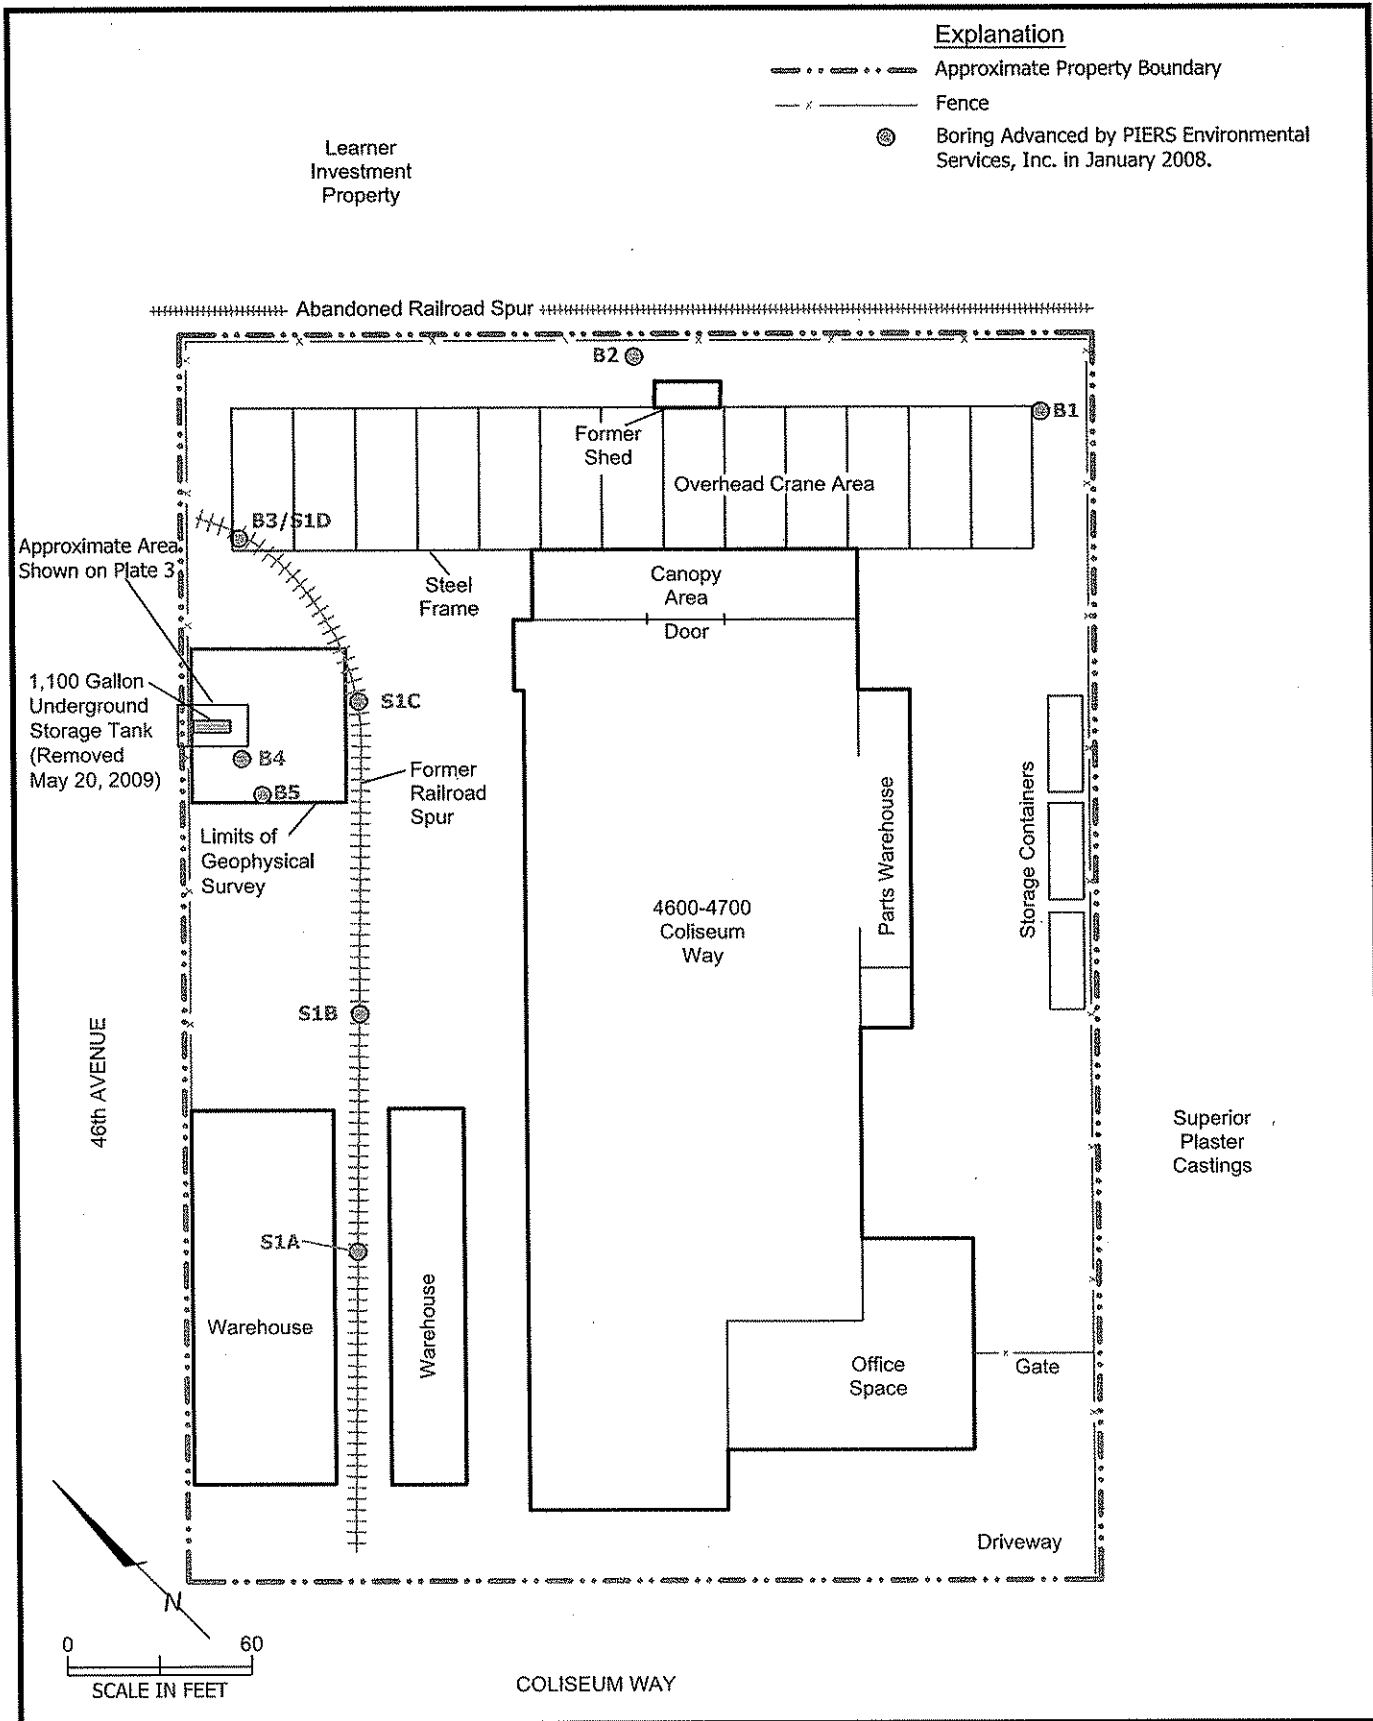 Explanation
Approximate Property Boundary
Fence
Boring Advanced by PIERS Environmental
Services, Inc. in January 2008.
Learner
Investment
Property
Abandoned Railroad Spur
B2
B1
Former
Shed
Overhead Crane Area
B3/S1D
Approximate Area
Shown on Plate 3
Steel
Frame
Canopy
Area
Door
1,100 Gallon
Underground
Storage Tank
(Removed
May 20, 2009)
S1C
B4
B5
Former
Railroad
Spur
Limits of
Geophysical
Survey
Parts Warehouse
Storage Containers
4600-4700
Coliseum
Way
S1B
46th AVENUE
Superior
Plaster
Castings
S1A
Warehouse
Warehouse
Office
Space
Gate
Driveway
N
0 60
SCALE IN FEET
COLISEUM WAY